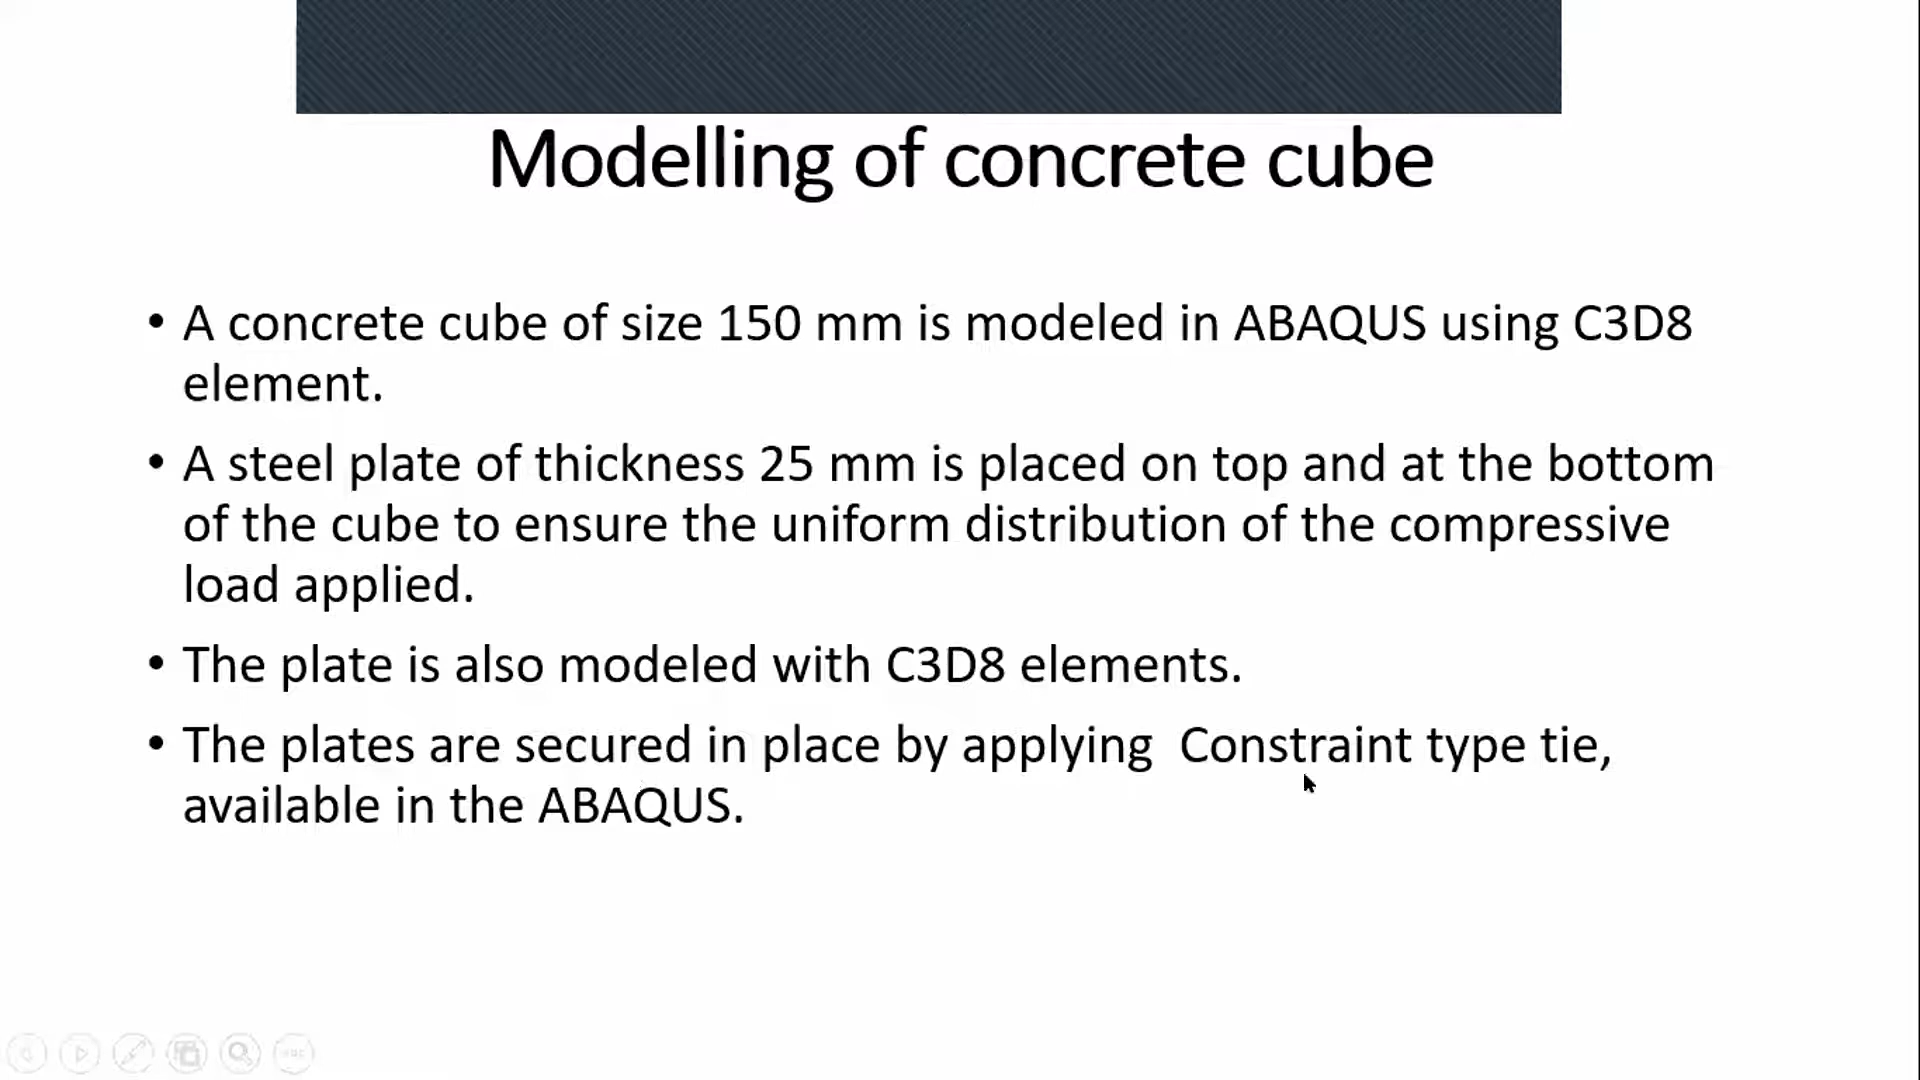 Modelling of concrete cube
• A concrete cube of size 150 mm is modeled in ABAQUS using C3D8
element.
• A steel plate of thickness 25 mm is placed on top and at the bottom
of the cube to ensure the uniform distribution of the compressive
load applied.
• The plate is also modeled with C3D8 elements.
• The plates are secured in place by applying  Constraint type tie,
available in the ABAQUS.